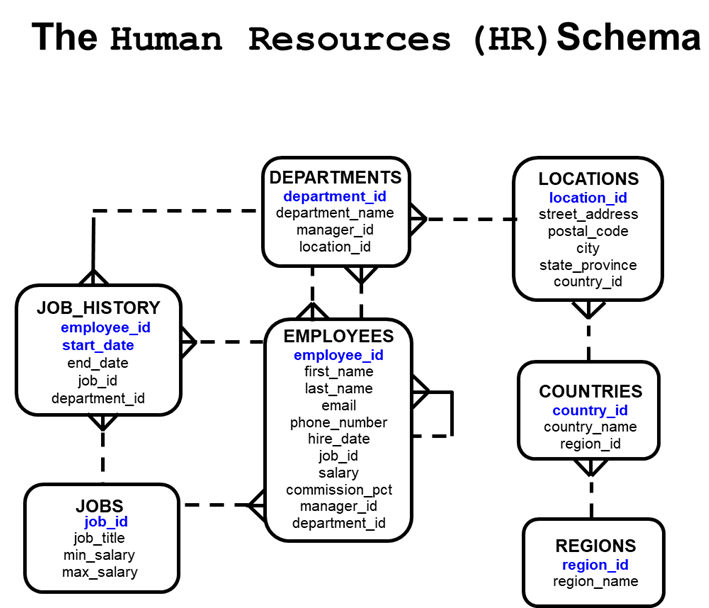 The Human Resources (HR) Schema
DEPARTMENTS
department_id
department_name
manager_id
location_id
LOCATIONS
location_id
street_address
postal_code
city
state_province
country_id
JOB_HISTORY
employee_id
start_date
end_date
job_id
department_id
EMPLOYEES
employee_id
first_name
last_name
email
phone_number
hire_date
job_id
salary
commission_pct
manager_id
department_id
COUNTRIES
country_id
country_name
region_id
JOBS
job_id
job_title
min_salary
max_salary
REGIONS
region_id
region_name